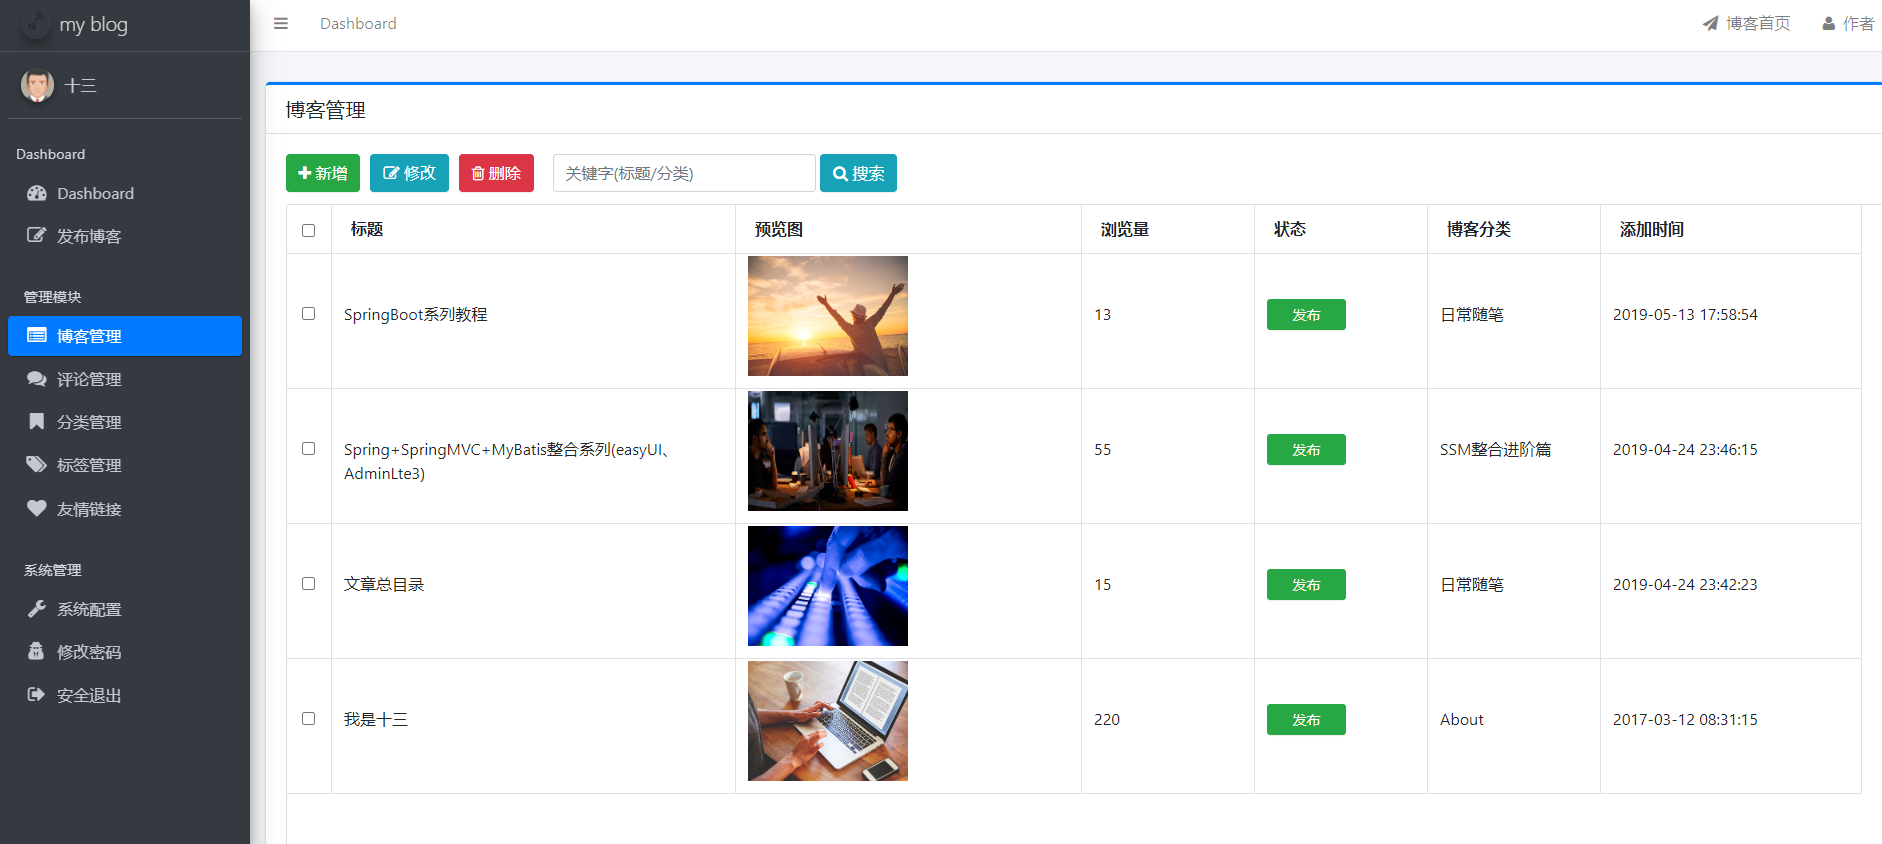 my blog
Dashboard
博客首页
作者
十三
Dashboard
Dashboard
发布博客
管理模块
博客管理
评论管理
分类管理
标签管理
友情链接
系统管理
系统配置
修改密码
安全退出
博客管理
新增 修改 删除 关键字(标题/分类) 搜索
标题 预览图 浏览量 状态 博客分类 添加时间
SpringBoot系列教程 13 发布 日常随笔 2019-05-13 17:58:54
Spring+SpringMVC+MyBatis整合系列(easyUI、 55 发布 SSM整合进阶篇 2019-04-24 23:46:15
AdminLte3)
文章总目录 15 发布 日常随笔 2019-04-24 23:42:23
我是十三 220 发布 About 2017-03-12 08:31:15